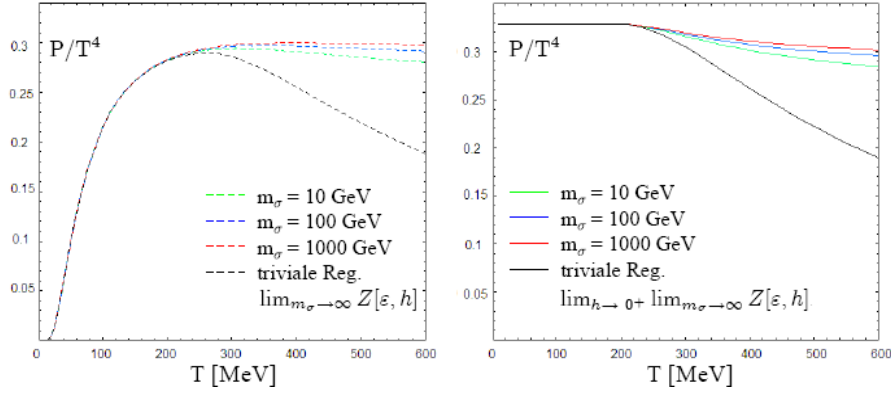 P/T⁴
0.3
0.25
0.2
0.15
0.1
0.05
m_σ = 10 GeV
m_σ = 100 GeV
m_σ = 1000 GeV
triviale Reg.
lim_{m_σ→∞} Z[ε, h]
0 100 200 300 400 500 600
T [MeV]
P/T⁴
0.3
0.25
0.2
0.15
0.1
0.05
m_σ = 10 GeV
m_σ = 100 GeV
m_σ = 1000 GeV
triviale Reg.
lim_{h→ 0⁺} lim_{m_σ→∞} Z[ε, h]
0 100 200 300 400 500 600
T [MeV]